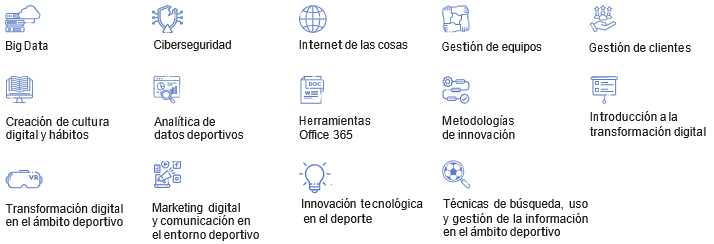 Big Data
Ciberseguridad
Internet de las cosas
Gestión de equipos
Gestión de clientes
DOC
W
Creación de cultura
digital y hábitos
Analítica de
datos deportivos
Herramientas
Office 365
Metodologías
de innovación
Introducción a la
transformación digital
VR
Transformación digital
en el ámbito deportivo
Marketing digital
y comunicación en
el entorno deportivo
Innovación tecnológica
en el deporte
Técnicas de búsqueda, uso
y gestión de la información
en el ámbito deportivo